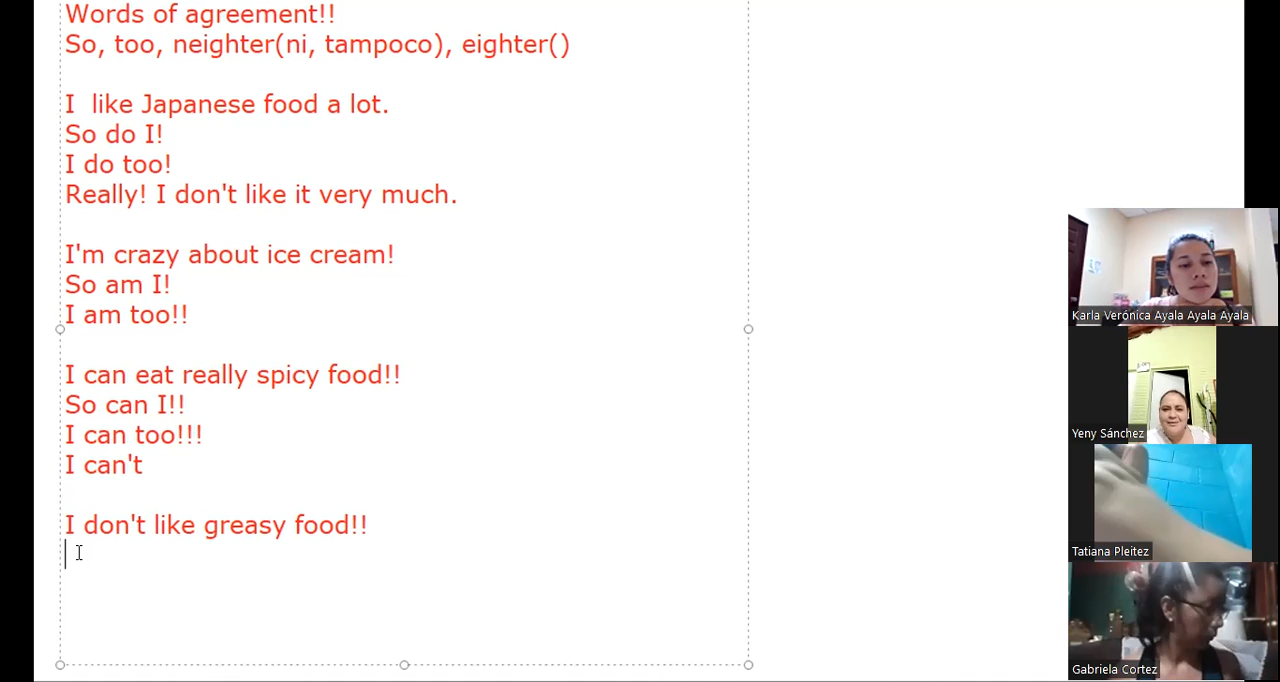 Words of agreement!!
So, too, neighter(ni, tampoco), eighter()
I  like Japanese food a lot.
So do I!
I do too!
Really! I don't like it very much.
I'm crazy about ice cream!
So am I!
I am too!!
I can eat really spicy food!!
So can I!!
I can too!!!
I can't
I don't like greasy food!!
Karla Verónica Ayala Ayala Ayala
Yeny Sánchez
Tatiana Pleitez
Gabriela Cortez